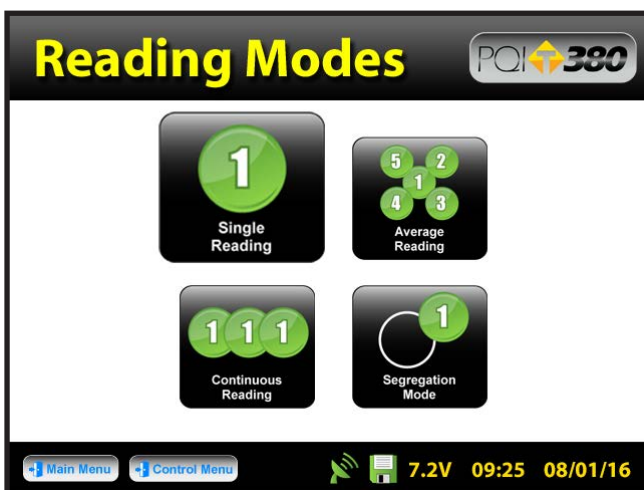 Reading Modes
PQI T 380
1
Single
Reading
5 2
1
4 3
Average
Reading
1 1 1
Continuous
Reading
1
Segregation
Mode
Main Menu Control Menu 7.2V 09:25 08/01/16